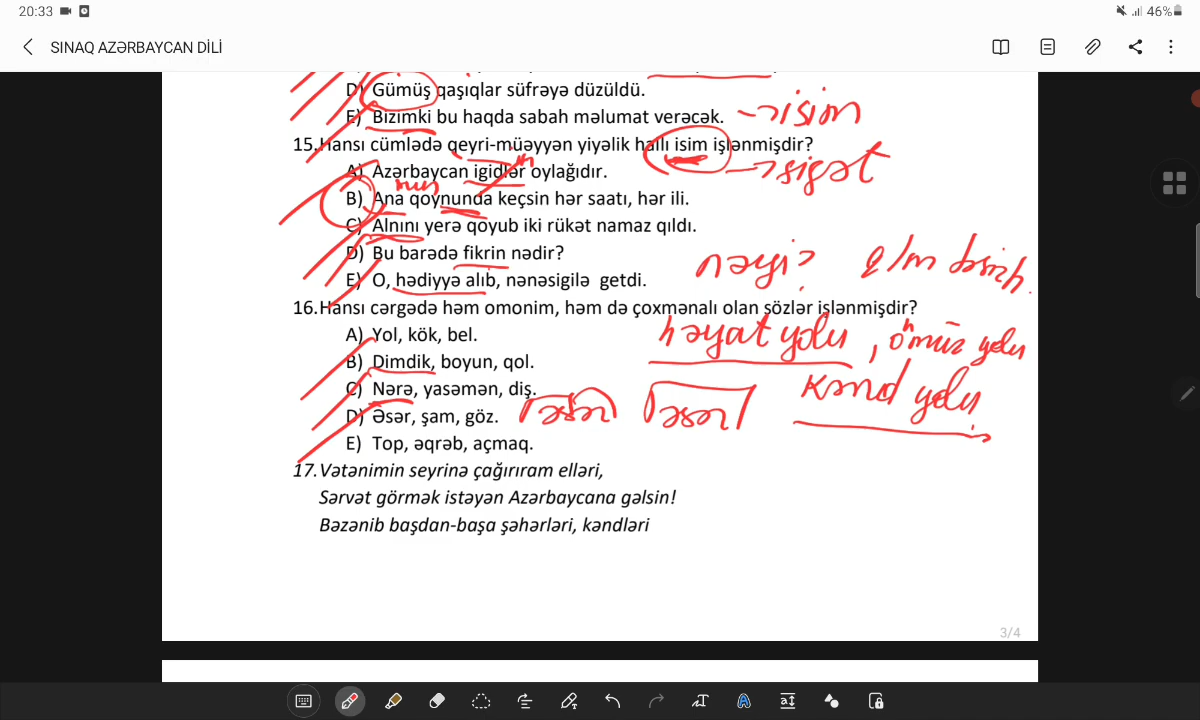 20:33 46%
SINAQ AZƏRBAYCAN DİLİ
D) Gümüş qaşıqlar süfrəyə düzüldü.
E) Bizimki bu haqda sabah məlumat verəcək. → isim
15.Hansı cümlədə qeyri-müəyyən yiyəlik hallı isim işlənmişdir?
→ sifət
A) Azərbaycan igidlər oylağıdır.
nın
B) Ana qoynunda keçsin hər saatı, hər ili.
C) Alnını yerə qoyub iki rükət namaz qıldı.
D) Bu barədə fikrin nədir?
nəyi?
E) O, hədiyyə alıb, nənəsigilə getdi.
16.Hansı cərgədə həm omonim, həm də çoxmənalı olan sözlər işlənmişdir?
A) Yol, kök, bel. həyat yolu, ömür yolu
B) Dimdik, boyun, qol.
C) Nərə, yasəmən, diş. kənd yolu
D) Əsər, şam, göz. əsər əsər
E) Top, əqrəb, açmaq.
17.Vətənimin seyrinə çağırıram elləri,
Sərvət görmək istəyən Azərbaycana gəlsin!
Bəzənib başdan-başa şəhərləri, kəndləri
3/4